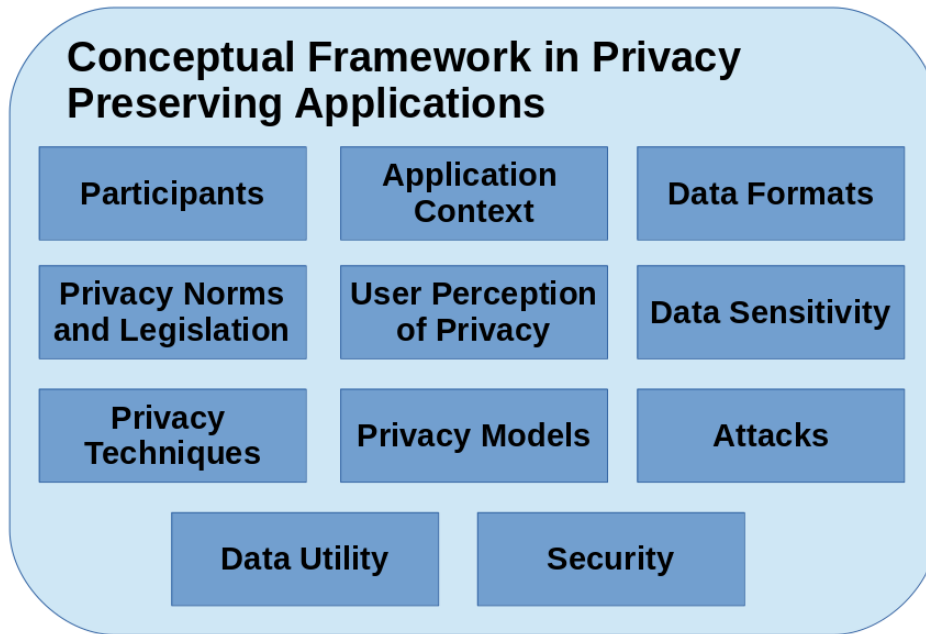 Conceptual Framework in Privacy
Preserving Applications
Participants
Application
Context
Data Formats
Privacy Norms
and Legislation
User Perception
of Privacy
Data Sensitivity
Privacy
Techniques
Privacy Models
Attacks
Data Utility
Security